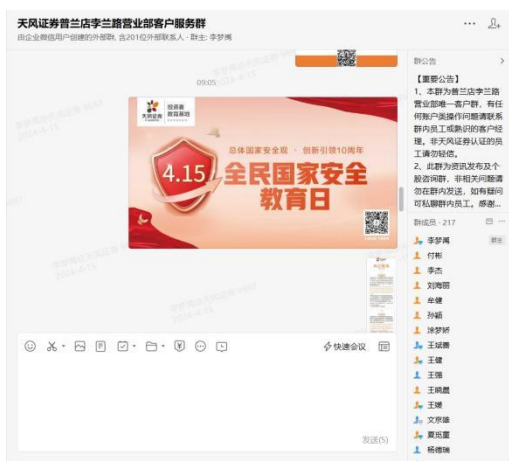 天风证券普兰店孛兰路营业部客户服务群
由企业微信用户创建的外部群, 含201位外部联系人 · 群主: 李梦禹
09:05
天风证券
投资者
教育基地
总体国家安全观 · 创新引领10周年
4.15
全民国家安全
教育日
快速会议
发送(S)
群公告
【重要公告】
1、本群为普兰店孛兰路
营业部唯一客户群，有任
何账户类操作问题请联系
群内员工或熟识的客户经
理。非天风证券认证的员
工请勿轻信。
2、此群为资讯发布及个
股咨询群，非相关问题请
勿在群内发送，如有疑问
可私聊群内员工。感谢...
群成员 · 217
李梦禹
群主
付彬
李杰
刘海丽
牟健
孙颖
涂梦娇
王斌善
王健
王强
王晓晨
王媛
文京雄
夏觅童
杨德瑞